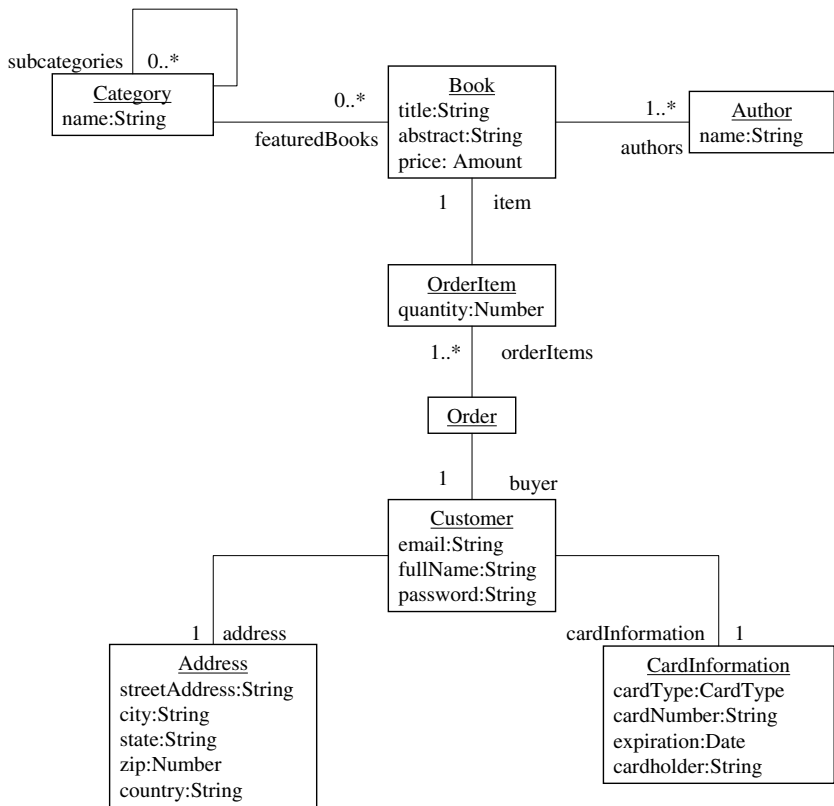 subcategories
0..*
Category
name:String
0..*
featuredBooks
Book
title:String
abstract:String
price: Amount
1..*
authors
Author
name:String
1
item
OrderItem
quantity:Number
1..*
orderItems
Order
1
buyer
Customer
email:String
fullName:String
password:String
1
address
cardInformation
1
Address
streetAddress:String
city:String
state:String
zip:Number
country:String
CardInformation
cardType:CardType
cardNumber:String
expiration:Date
cardholder:String